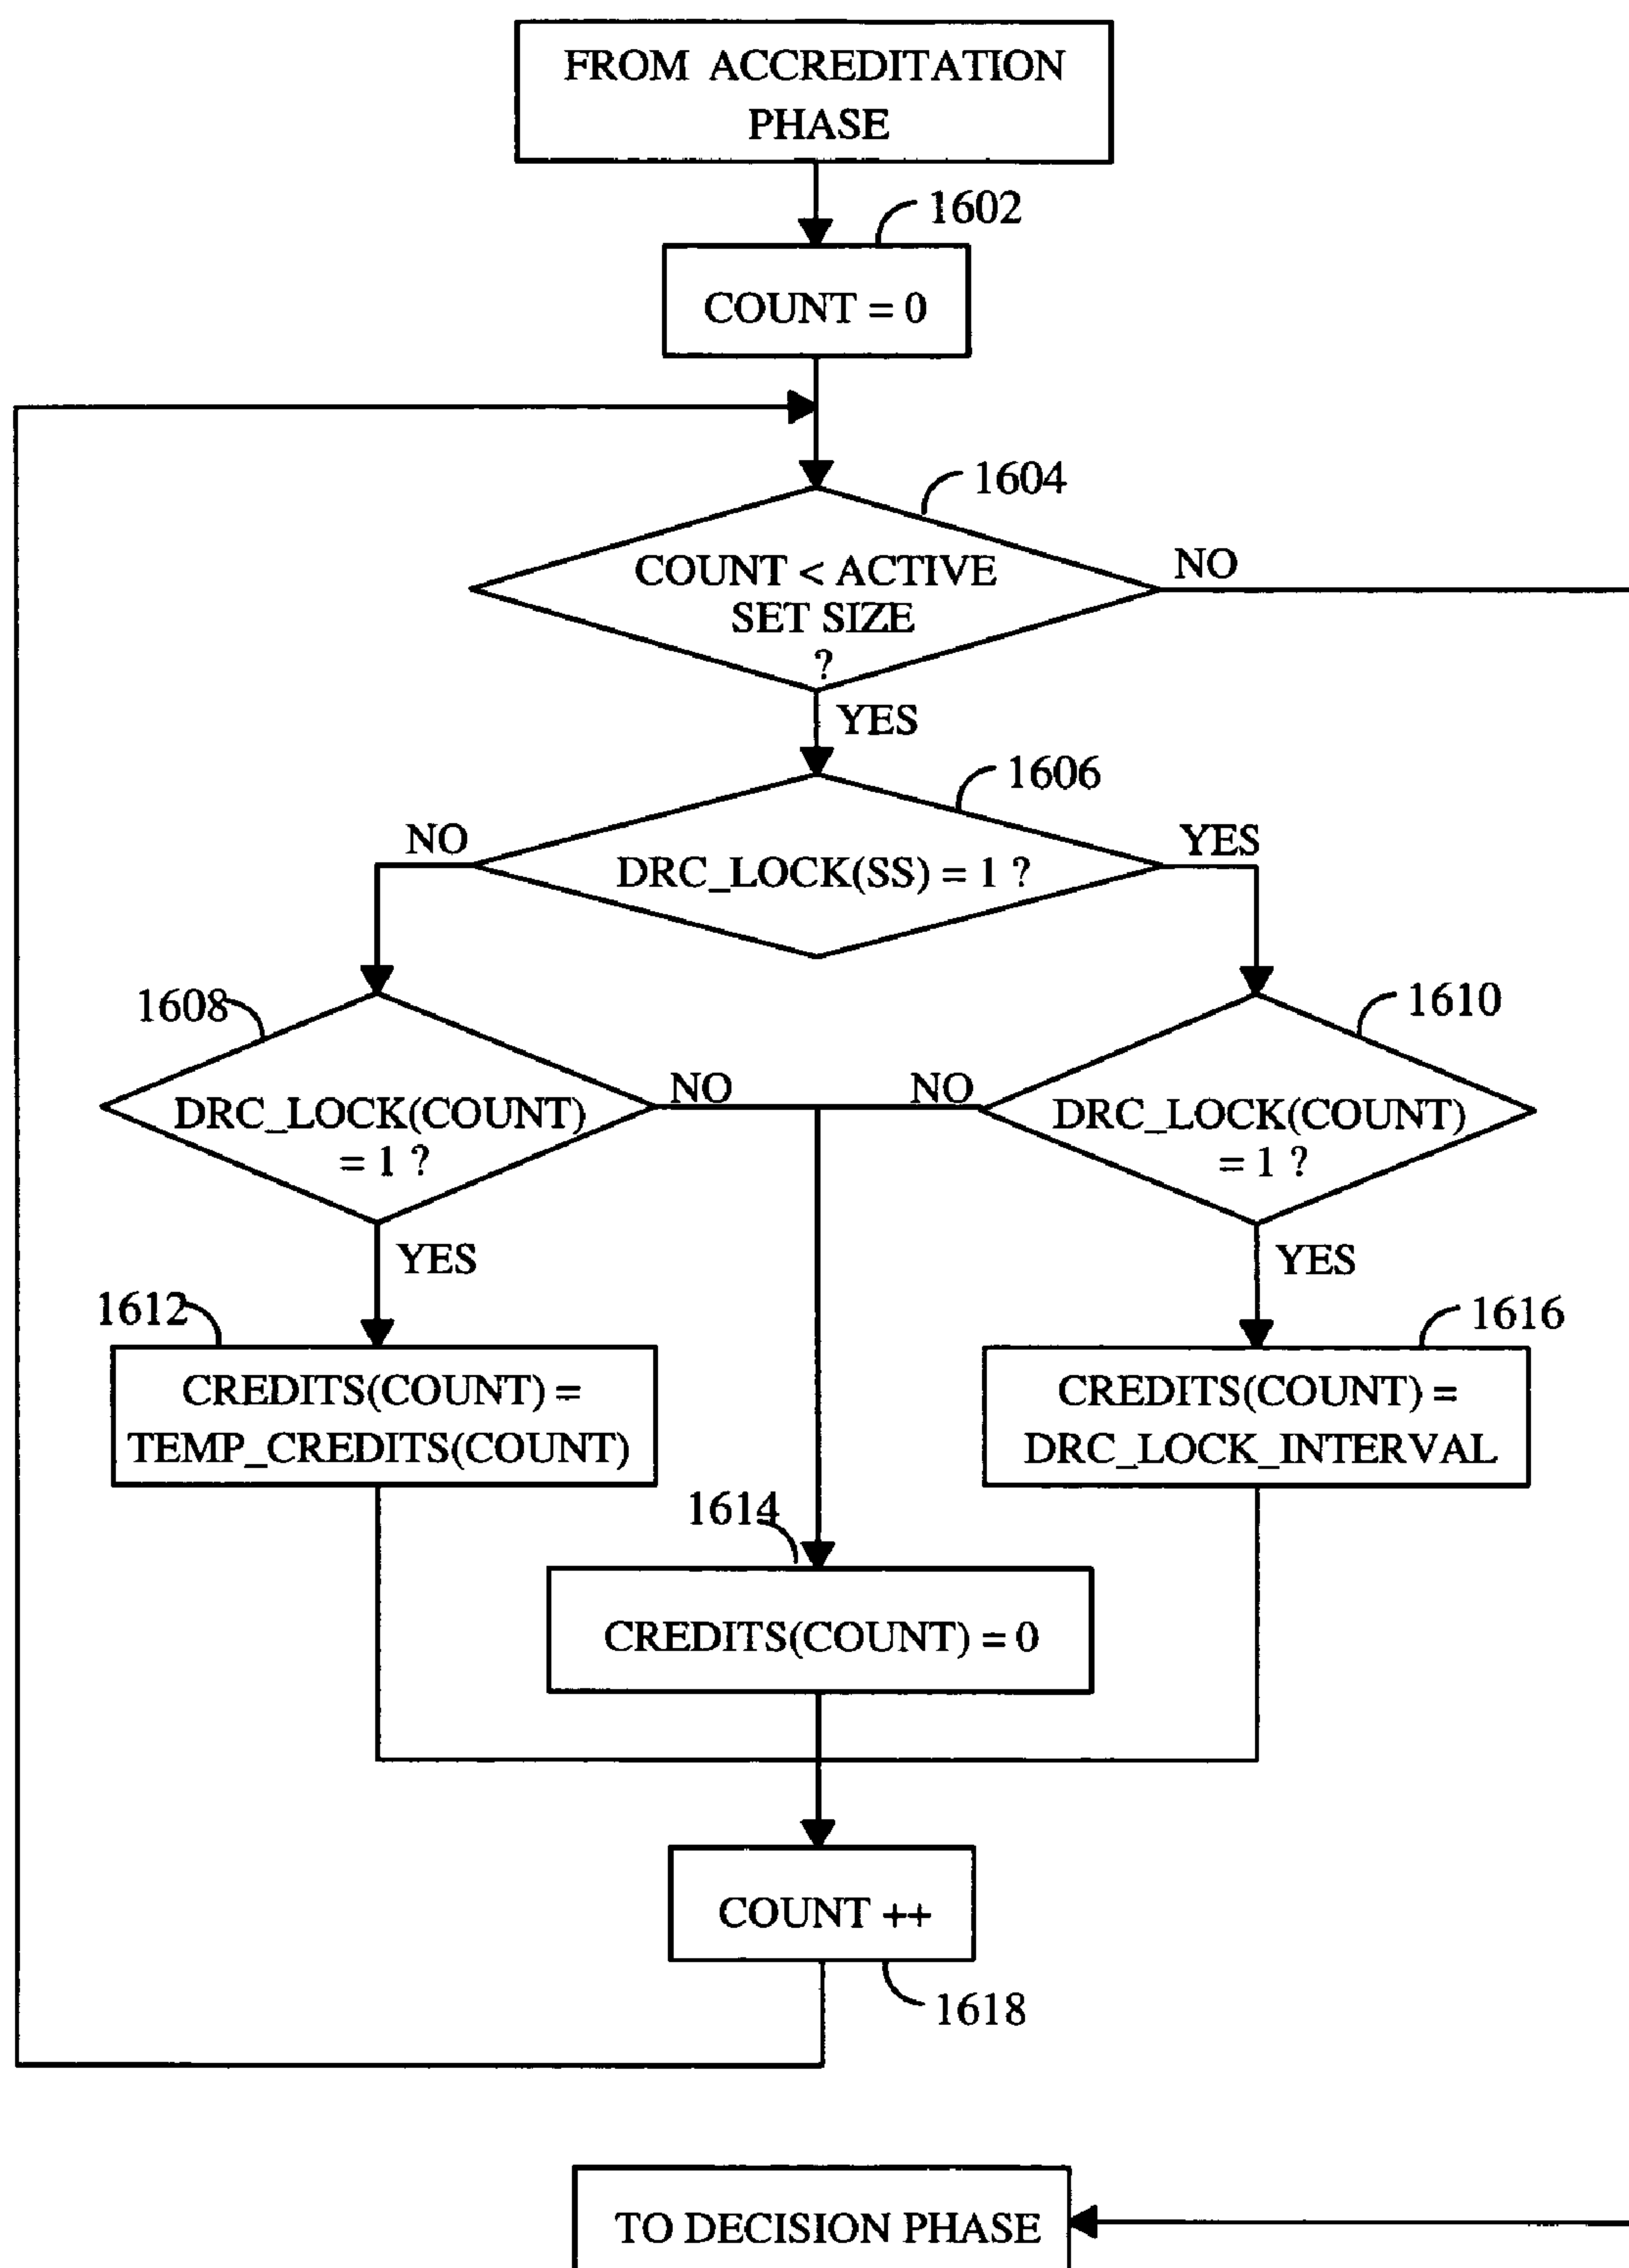 FROM ACCREDITATION
PHASE
1602
COUNT = 0
1604
COUNT < ACTIVE
SET SIZE
?
NO
YES
1606
NO
DRC_LOCK(SS) = 1 ?
YES
1608
1610
NO
NO
DRC_LOCK(COUNT)
= 1 ?
DRC_LOCK(COUNT)
= 1 ?
YES
YES
1612
1616
CREDITS(COUNT) =
TEMP_CREDITS(COUNT)
CREDITS(COUNT) =
DRC_LOCK_INTERVAL
1614
CREDITS(COUNT) = 0
COUNT ++
1618
TO DECISION PHASE